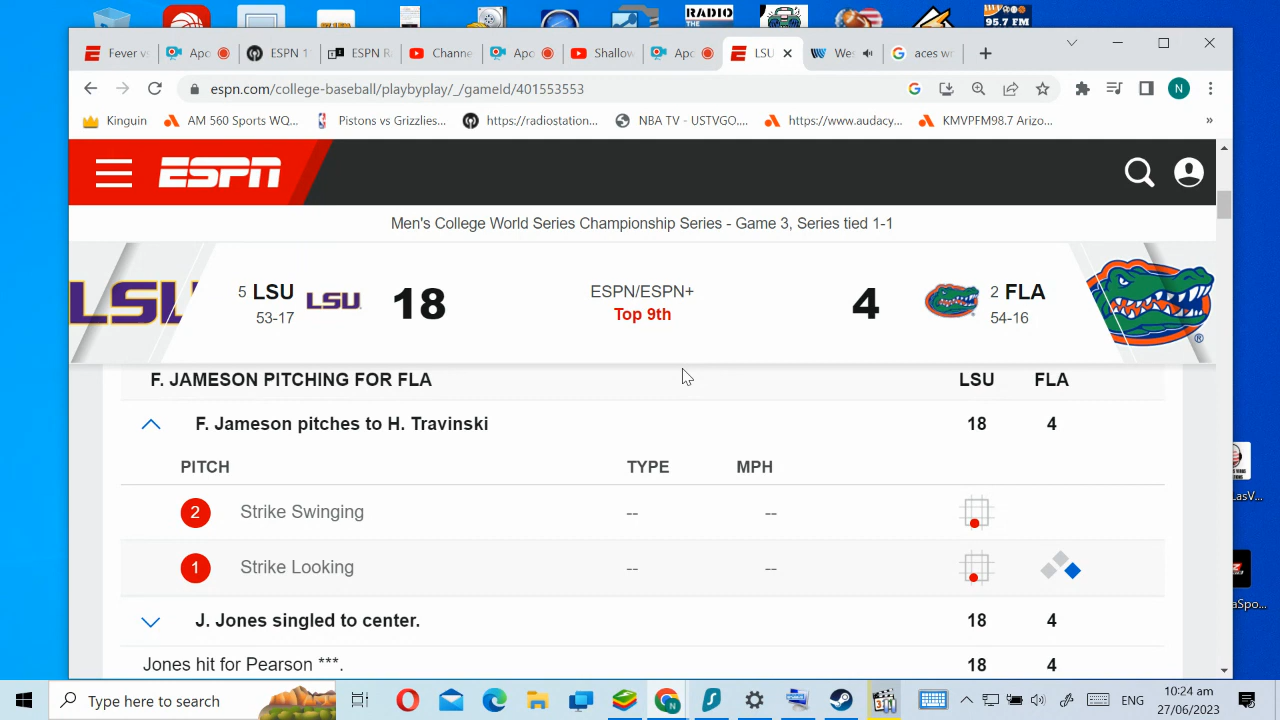 RADIO
THE
95.7 FM
Fever v
Apo
ESPN 1
ESPN R
Channe
Apo
Shallov
Apo
LSU
We
aces w
espn.com/college-baseball/playbyplay/_/gameId/401553553
N
Kinguin
AM 560 Sports WQ...
Pistons vs Grizzlies...
https://radiostation...
NBA TV - USTVGO....
https://www.audacy...
KMVPFM98.7 Arizo...
»
ESPN
Men's College World Series Championship Series - Game 3, Series tied 1-1
LSU 5 LSU LSU 18 ESPN/ESPN+ 4 2 FLA
53-17 Top 9th 54-16
F. JAMESON PITCHING FOR FLA LSU FLA
F. Jameson pitches to H. Travinski 18 4
PITCH TYPE MPH
2 Strike Swinging -- --
1 Strike Looking -- --
J. Jones singled to center. 18 4
Jones hit for Pearson ***. 18 4
LasV...
aSpo...
Type here to search
ENG
10:24 am
27/06/2023